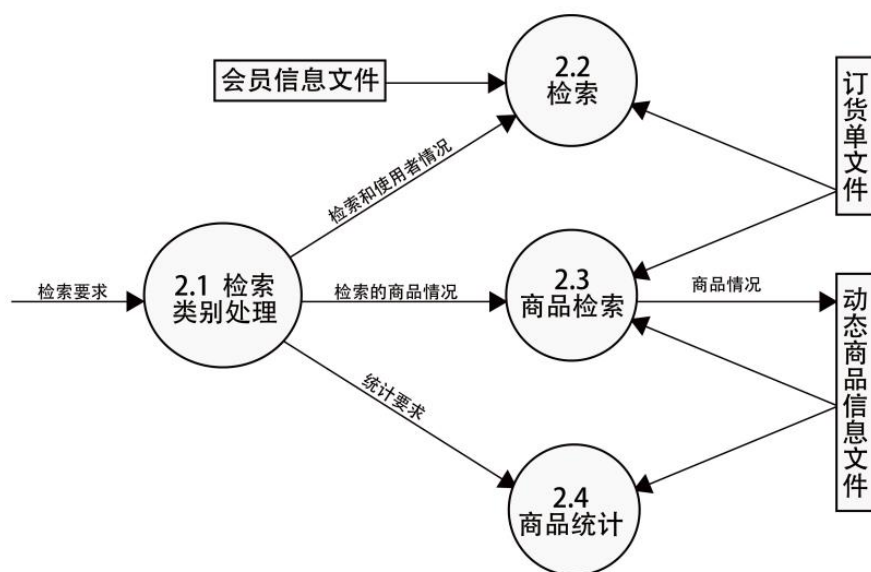 会员信息文件
2.2
检索
订货单文件
检索和使用者情况
检索要求
2.1 检索
类别处理
检索的商品情况
2.3
商品检索
商品情况
动态商品信息文件
统计要求
2.4
商品统计